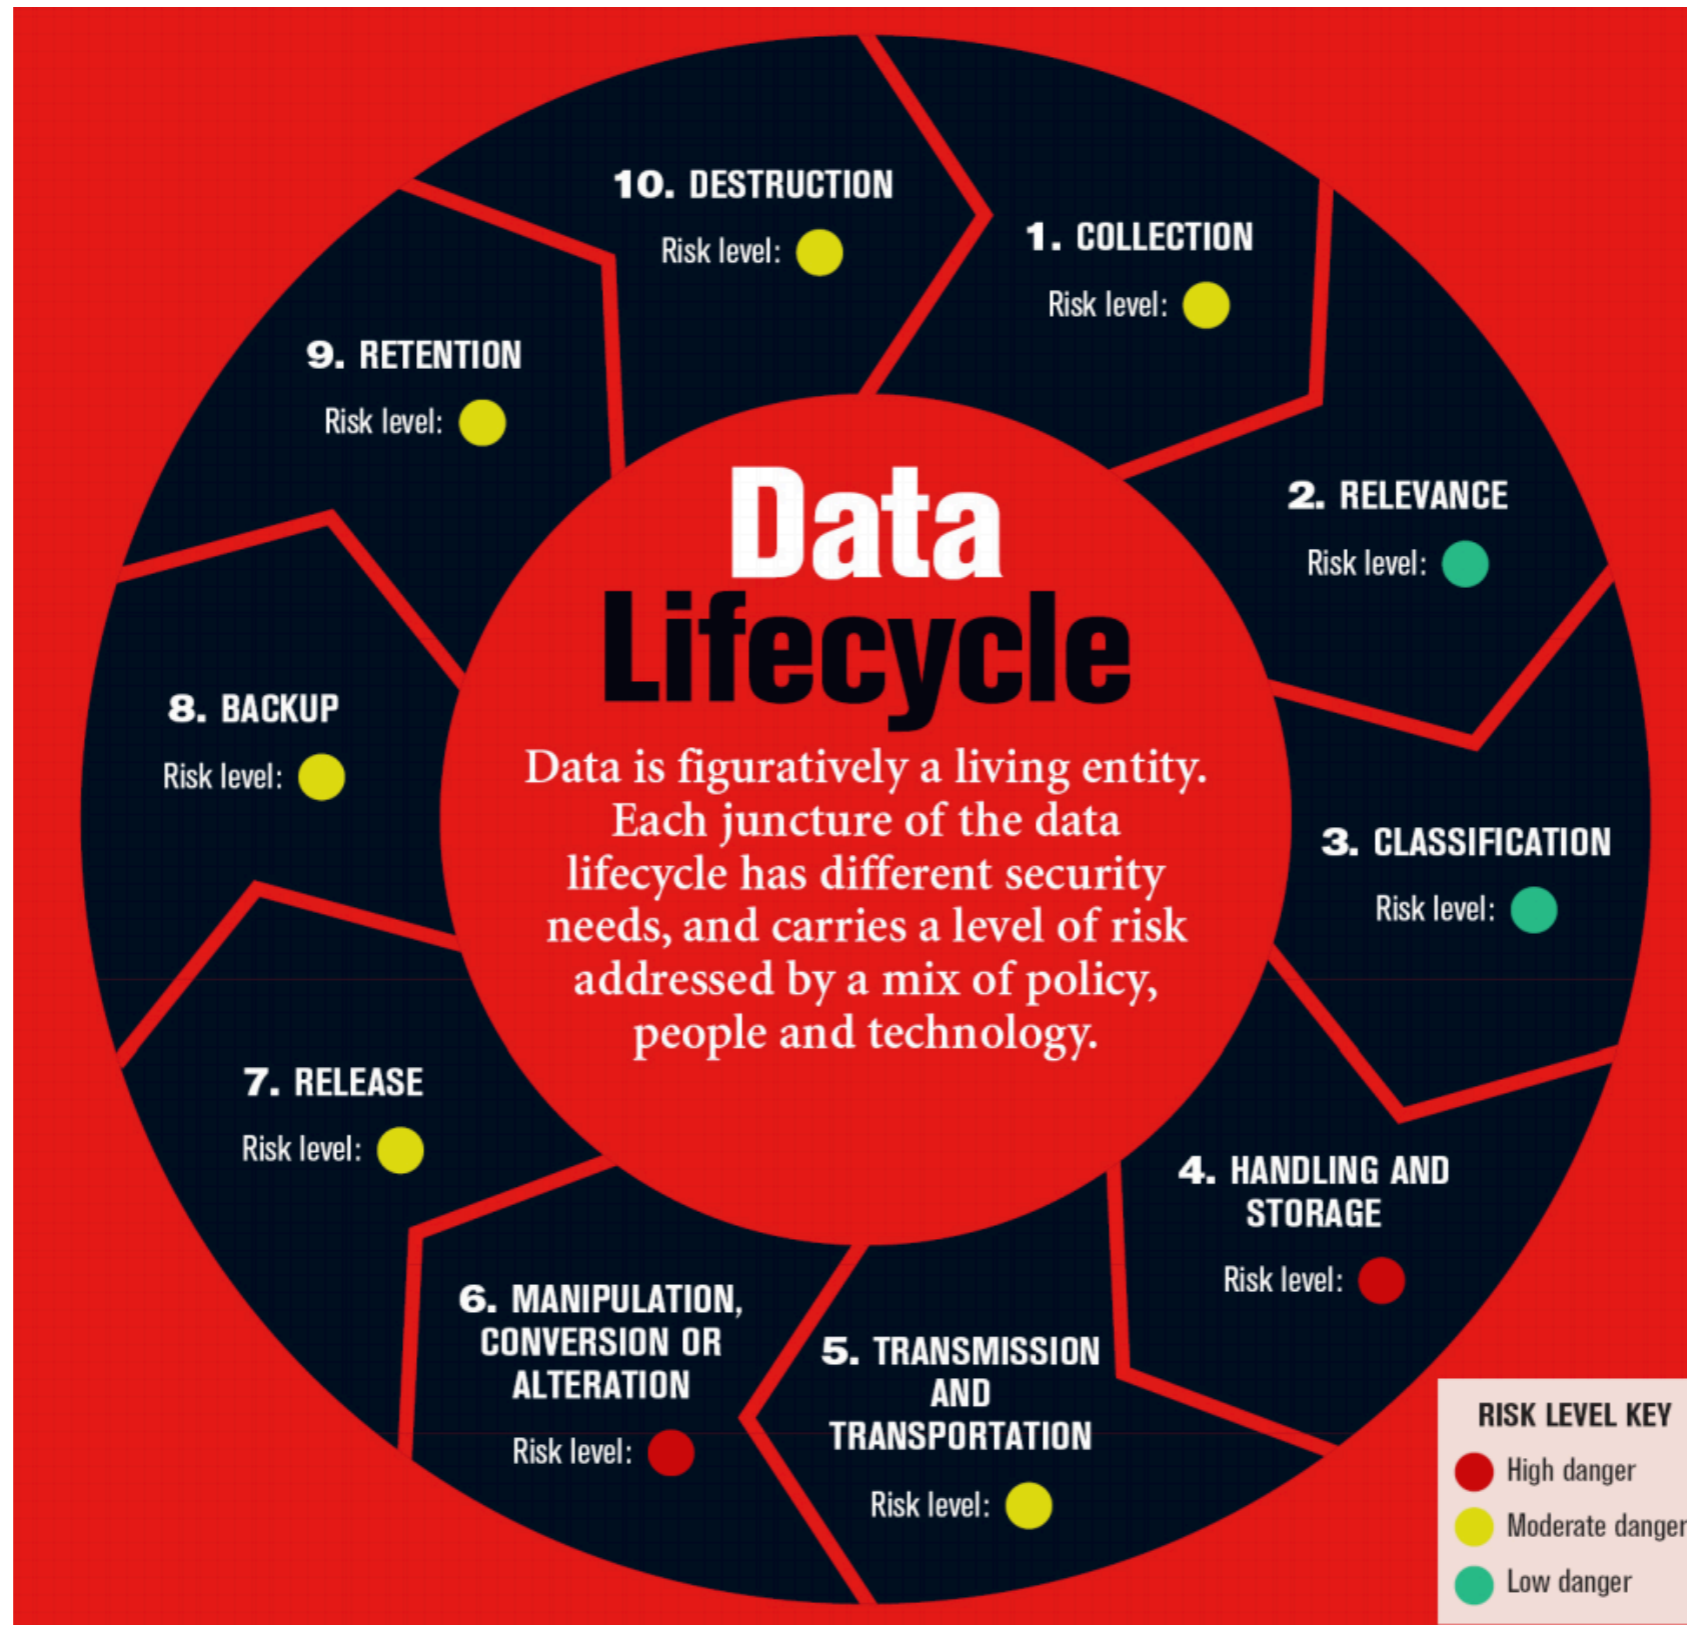 Data
Lifecycle
Data is figuratively a living entity.
Each juncture of the data
lifecycle has different security
needs, and carries a level of risk
addressed by a mix of policy,
people and technology.
1. COLLECTION
Risk level:
2. RELEVANCE
Risk level:
3. CLASSIFICATION
Risk level:
4. HANDLING AND
STORAGE
Risk level:
5. TRANSMISSION
AND
TRANSPORTATION
Risk level:
6. MANIPULATION,
CONVERSION OR
ALTERATION
Risk level:
7. RELEASE
Risk level:
8. BACKUP
Risk level:
9. RETENTION
Risk level:
10. DESTRUCTION
Risk level:
RISK LEVEL KEY
High danger
Moderate danger
Low danger